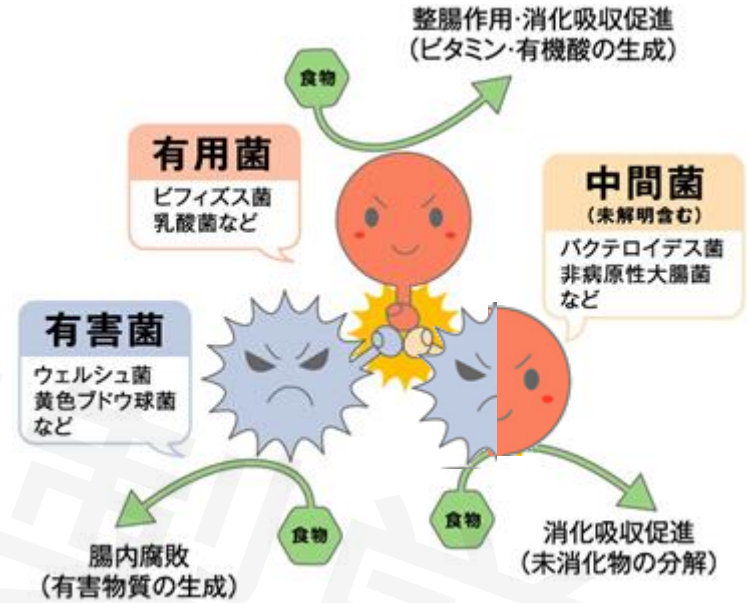 整腸作用·消化吸収促進
(ビタミン·有機酸の生成)
食物
有用菌
ビフィズス菌
乳酸菌など
中間菌
(未解明含む)
バクテロイデス菌
非病原性大腸菌
など
有害菌
ウェルシュ菌
黄色ブドウ球菌
など
食物
食物
腸内腐敗
(有害物質の生成)
消化吸収促進
(未消化物の分解)